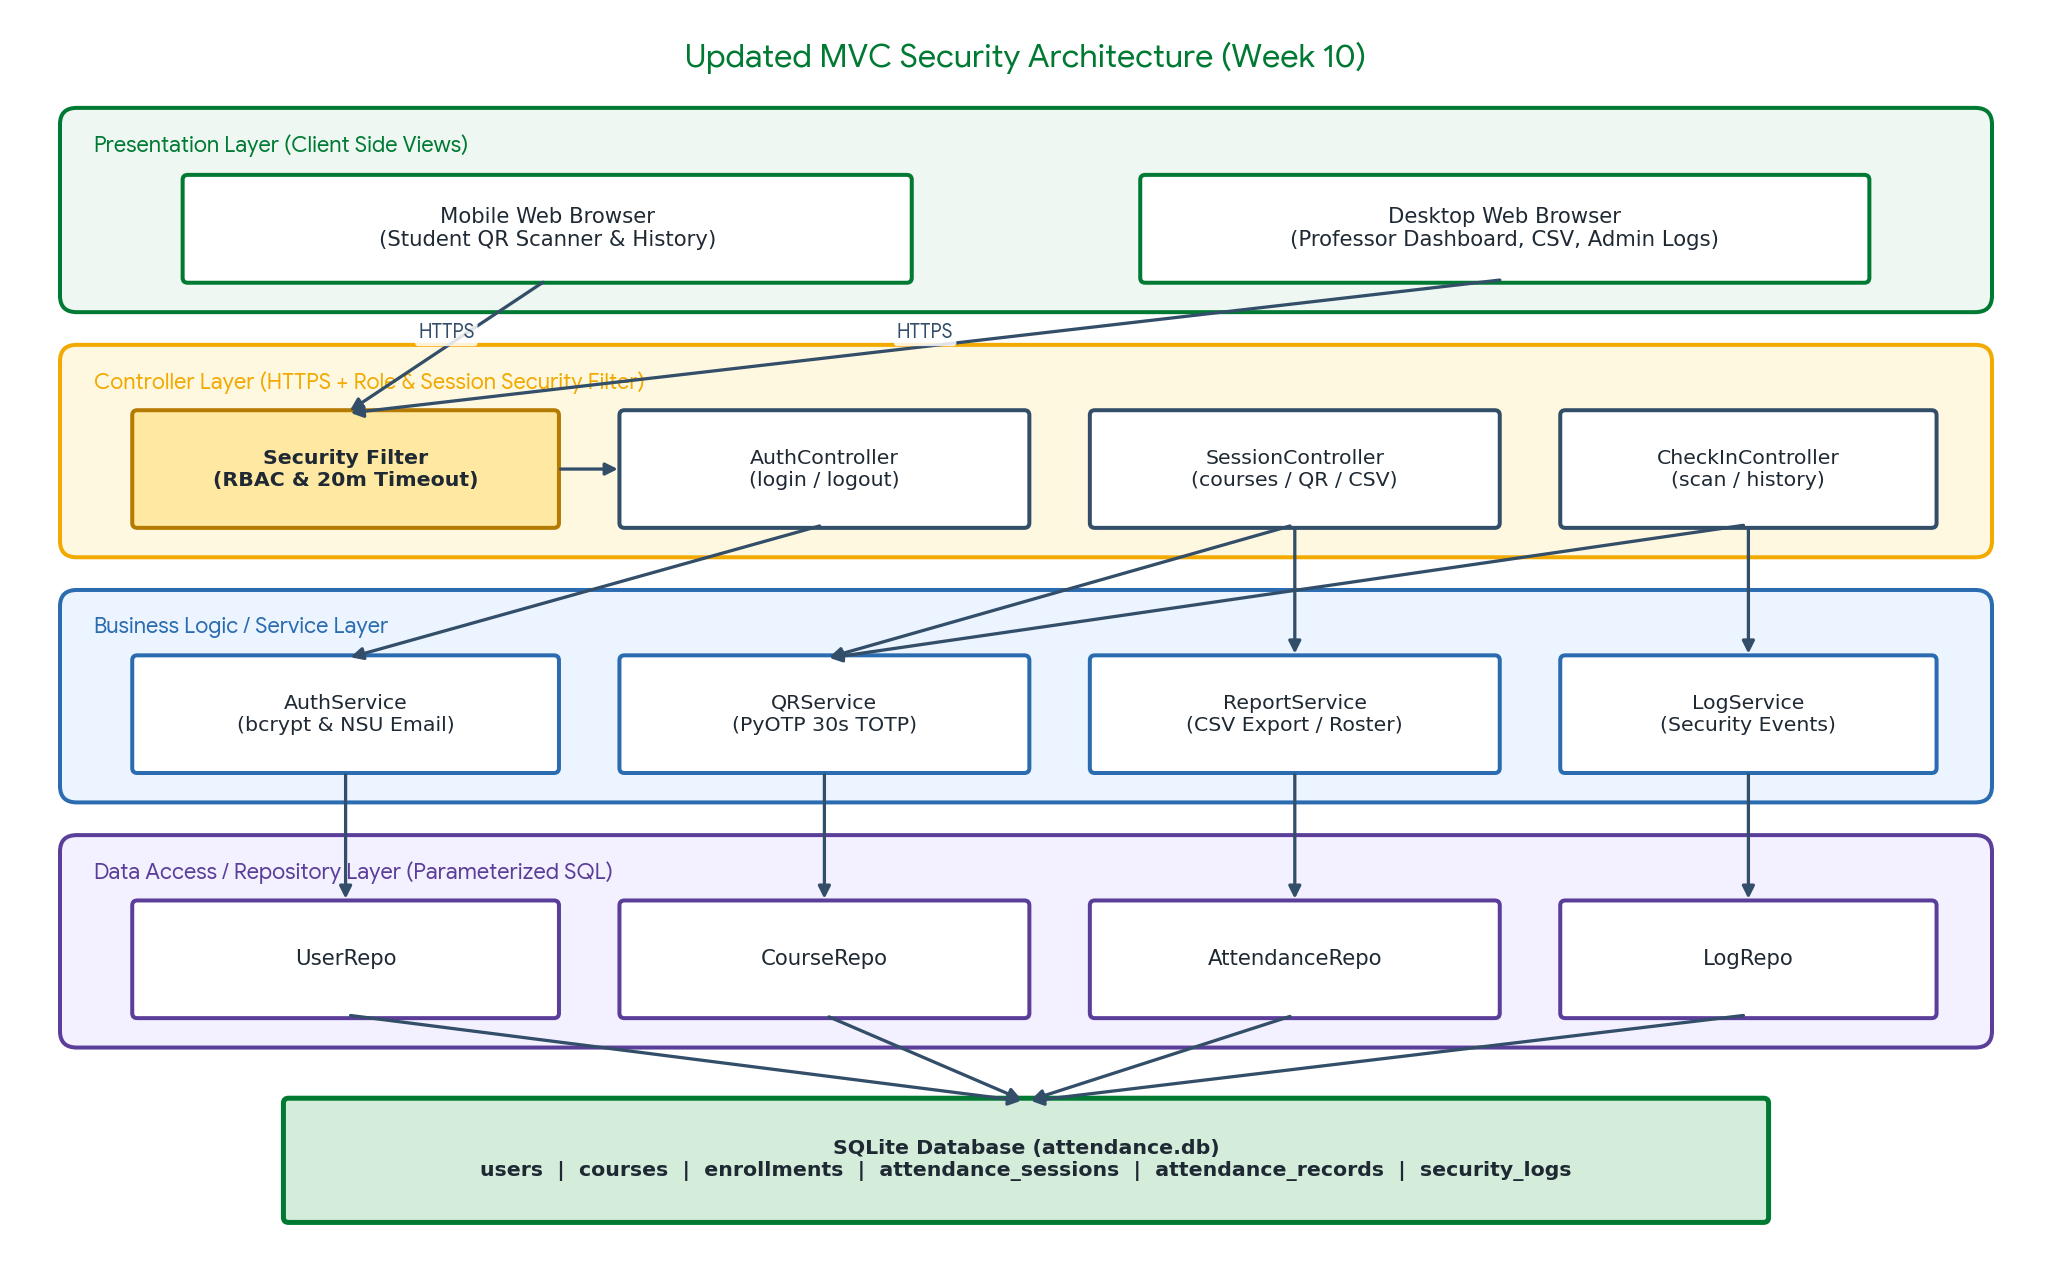 Updated MVC Security Architecture (Week 10)
Presentation Layer (Client Side Views)
Mobile Web Browser
(Student QR Scanner & History)
Desktop Web Browser
(Professor Dashboard, CSV, Admin Logs)
HTTPS
HTTPS
Controller Layer (HTTPS + Role & Session Security Filter)
Security Filter
(RBAC & 20m Timeout)
AuthController
(login / logout)
SessionController
(courses / QR / CSV)
CheckInController
(scan / history)
Business Logic / Service Layer
AuthService
(bcrypt & NSU Email)
QRService
(PyOTP 30s TOTP)
ReportService
(CSV Export / Roster)
LogService
(Security Events)
Data Access / Repository Layer (Parameterized SQL)
UserRepo
CourseRepo
AttendanceRepo
LogRepo
SQLite Database (attendance.db)
users | courses | enrollments | attendance_sessions | attendance_records | security_logs